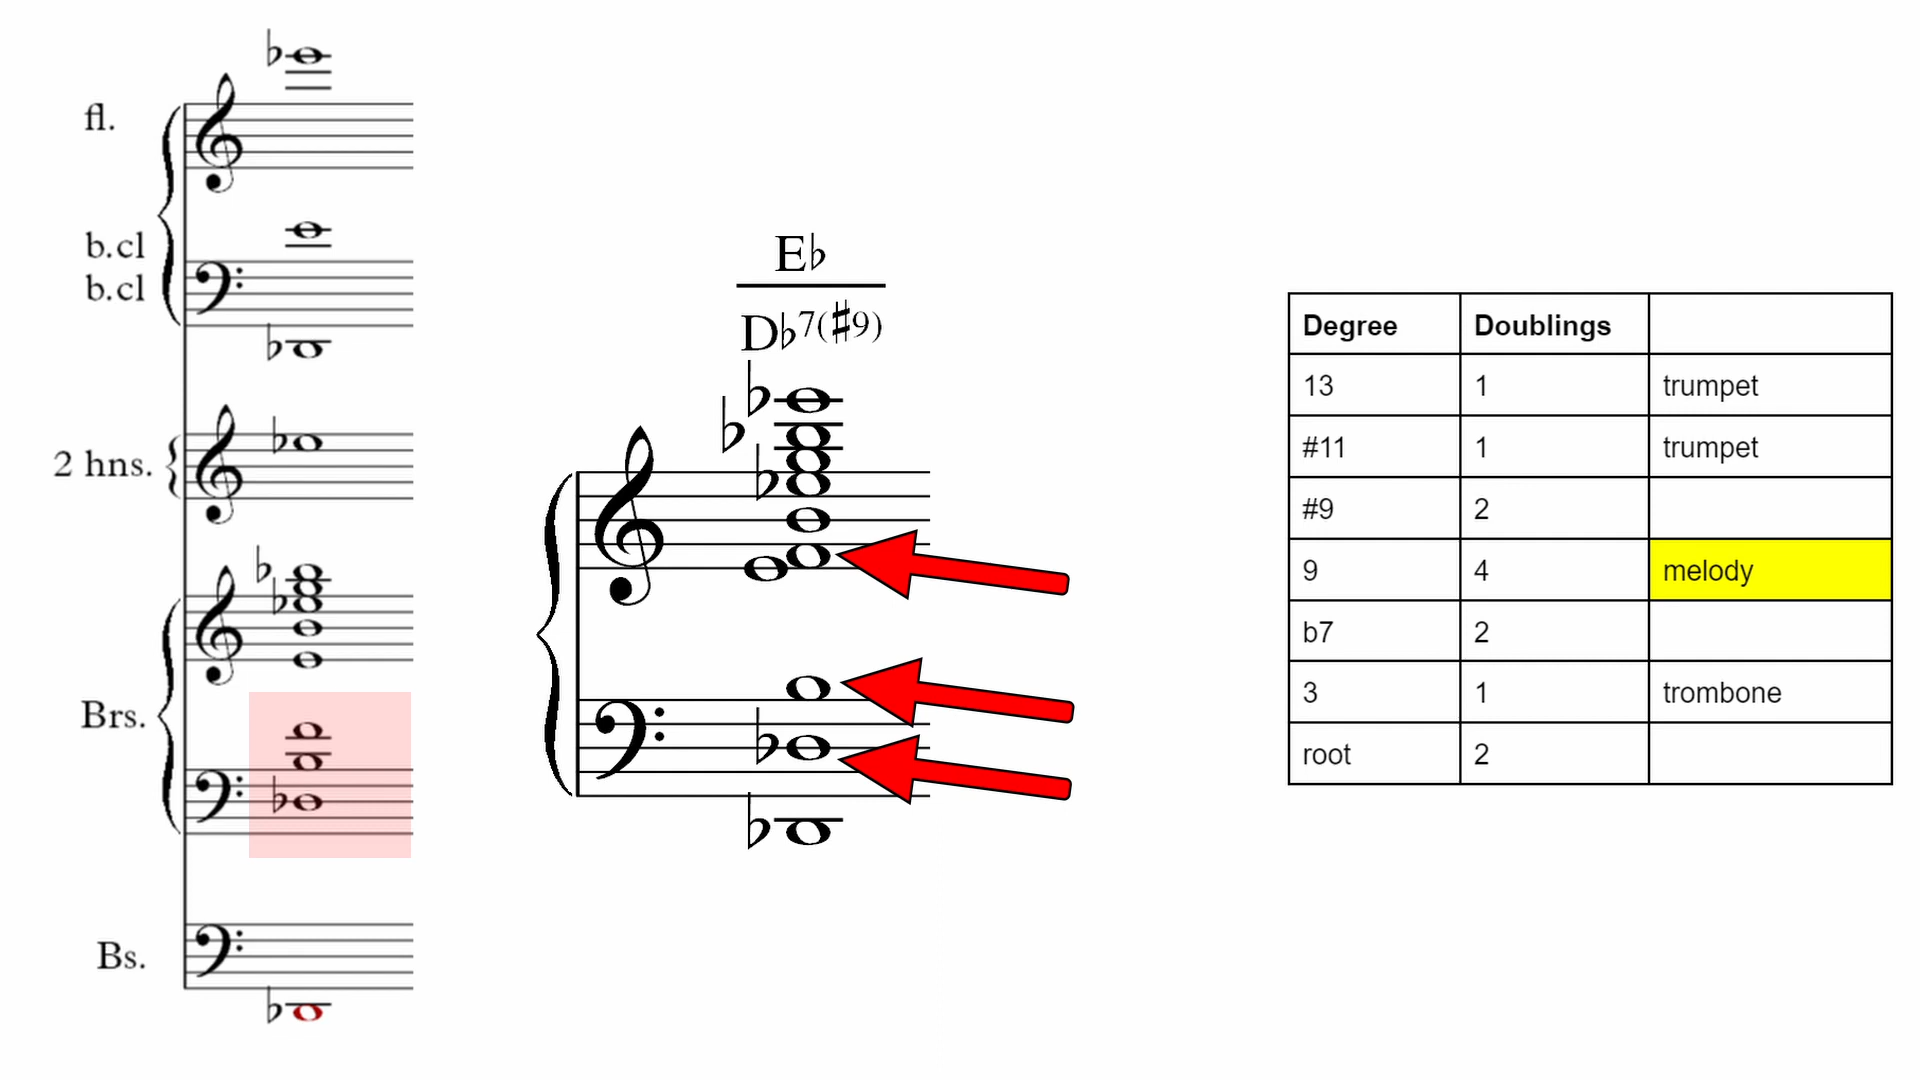 fl.
b.cl
b.cl
2 hns.
Brs.
Bs.
E♭
D♭7(♯9)
Degree Doublings
13 1 trumpet
#11 1 trumpet
#9 2
9 4 melody
b7 2
3 1 trombone
root 2